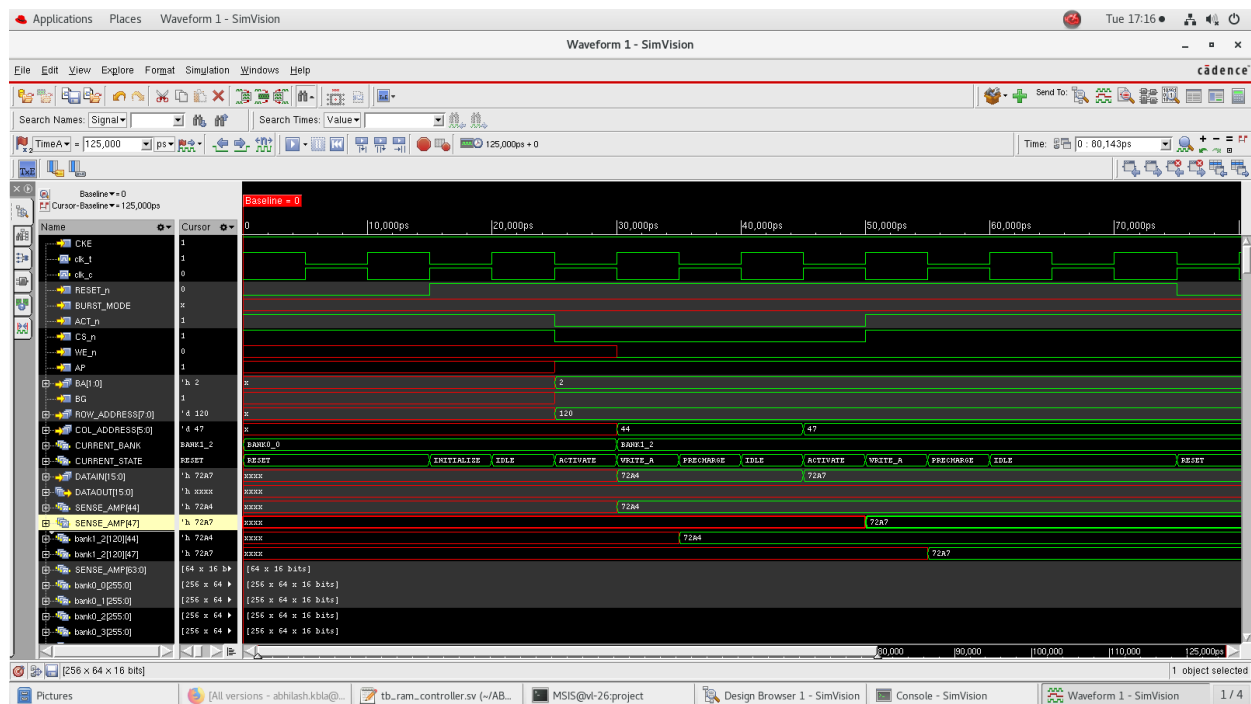 Applications Places Waveform 1 - SimVision Tue 17:16
Waveform 1 - SimVision
File Edit View Explore Format Simulation Windows Help cādence
Send To:
Search Names: Signal Search Times: Value
TimeA = 125,000 ps 125,000ps + 0 Time: 0 : 80,143ps
TxE
Baseline = 0
Cursor-Baseline = 125,000ps
Baseline = 0
Name Cursor 0 10,000ps 20,000ps 30,000ps 40,000ps 50,000ps 60,000ps 70,000ps
CKE 1
clk_t 1
clk_c 0
RESET_n 0
BURST_MODE x
ACT_n 1
CS_n 1
WE_n 0
AP 1
BA[1:0] 'h 2 x 2
BG 1
ROW_ADDRESS[7:0] 'd 120 x 120
COL_ADDRESS[5:0] 'd 47 x 44 47
CURRENT_BANK BANK1_2 BANK0_0 BANK1_2
CURRENT_STATE RESET RESET INITIALIZE IDLE ACTIVATE WRITE_A PRECHARGE IDLE ACTIVATE WRITE_A PRECHARGE IDLE RESET
DATAIN[15:0] 'h 72A7 xxxx 72A4 72A7
DATAOUT[15:0] 'h xxxx xxxx
SENSE_AMP[44] 'h 72A4 xxxx 72A4
SENSE_AMP[47] 'h 72A7 xxxx 72A7
bank1_2[120][44] 'h 72A4 xxxx 72A4
bank1_2[120][47] 'h 72A7 xxxx 72A7
SENSE_AMP[63:0] [64 x 16 b [64 x 16 bits]
bank0_0[255:0] [256 x 64 [256 x 64 x 16 bits]
bank0_1[255:0] [256 x 64 [256 x 64 x 16 bits]
bank0_2[255:0] [256 x 64 [256 x 64 x 16 bits]
bank0_3[255:0] [256 x 64 [256 x 64 x 16 bits]
80,000 90,000 100,000 110,000 125,000ps
[256 × 64 × 16 bits] 1 object selected
Pictures [All versions - abhilash.kbla@... tb_ram_controller.sv (~/AB... MSIS@vl-26:project Design Browser 1 - SimVision Console - SimVision Waveform 1 - SimVision 1 / 4